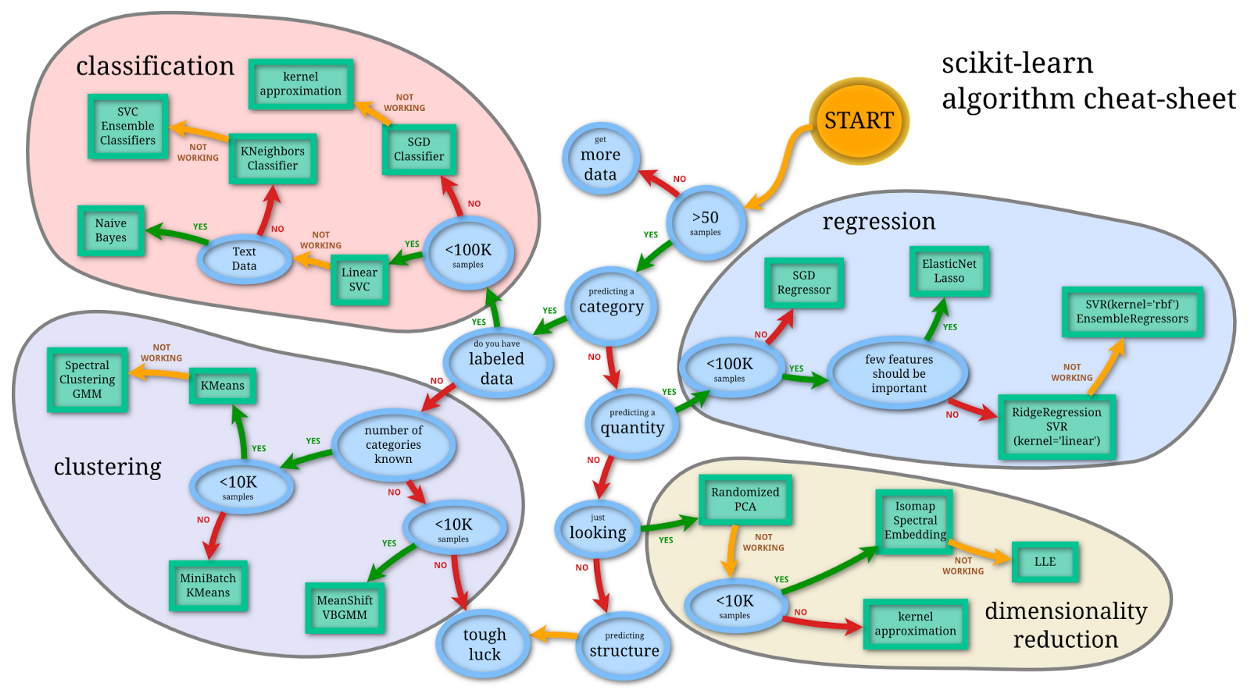 scikit-learn
algorithm cheat-sheet
START
>50
samples
NO
get
more
data
YES
predicting a
category
YES
do you have
labeled
data
YES
NO
classification
<100K
samples
NO
SGD
Classifier
NOT
WORKING
kernel
approximation
YES
Linear
SVC
NOT
WORKING
Text
Data
YES
Naive
Bayes
NO
KNeighbors
Classifier
NOT
WORKING
SVC
Ensemble
Classifiers
NO
predicting a
quantity
YES
regression
<100K
samples
NO
SGD
Regressor
YES
few features
should be
important
YES
ElasticNet
Lasso
NO
RidgeRegression
SVR
(kernel='linear')
NOT
WORKING
SVR(kernel='rbf')
EnsembleRegressors
clustering
number of
categories
known
YES
<10K
samples
YES
KMeans
NOT
WORKING
Spectral
Clustering
GMM
NO
MiniBatch
KMeans
NO
<10K
samples
YES
MeanShift
VBGMM
NO
tough
luck
NO
just
looking
YES
NO
predicting
structure
dimensionality
reduction
Randomized
PCA
NOT
WORKING
<10K
samples
YES
Isomap
Spectral
Embedding
NOT
WORKING
LLE
NO
kernel
approximation